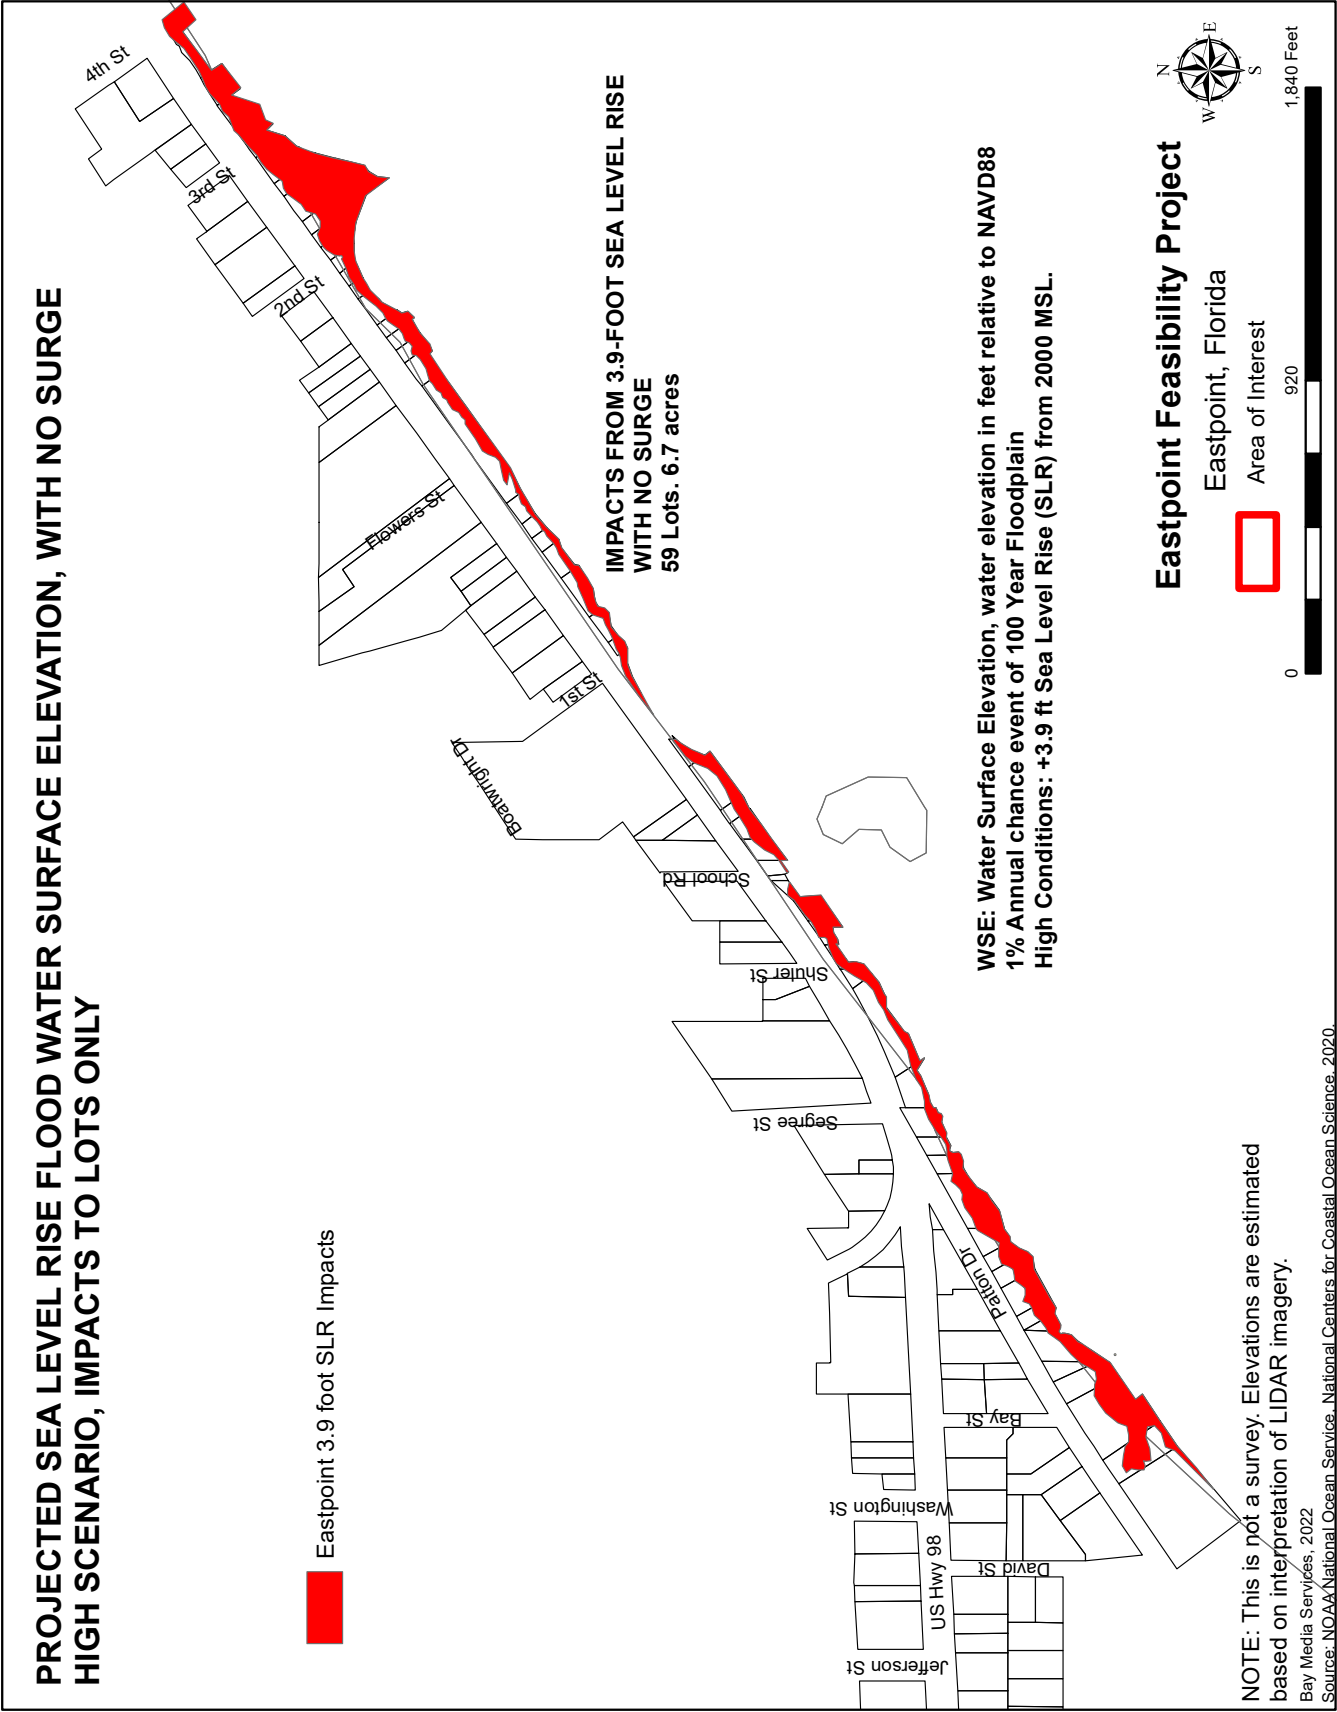 PROJECTED SEA LEVEL RISE FLOOD WATER SURFACE ELEVATION, WITH NO SURGE
HIGH SCENARIO, IMPACTS TO LOTS ONLY
Eastpoint 3.9 foot SLR Impacts
4th St
3rd St
2nd St
Flowers St
1st St
Boatwright Dr
School Rd
Shuler St
Segree St
Patton Dr
Bay St
Washington St
US Hwy 98
David St
Jefferson St
IMPACTS FROM 3.9-FOOT SEA LEVEL RISE
WITH NO SURGE
59 Lots. 6.7 acres
WSE: Water Surface Elevation, water elevation in feet relative to NAVD88
1% Annual chance event of 100 Year Floodplain
High Conditions: +3.9 ft Sea Level Rise (SLR) from 2000 MSL.
Eastpoint Feasibility Project
Eastpoint, Florida
Area of Interest
N
E
S
W
0 920 1,840 Feet
NOTE: This is not a survey. Elevations are estimated
based on interpretation of LIDAR imagery.
Bay Media Services, 2022
Source: NOAA National Ocean Service, National Centers for Coastal Ocean Science. 2020